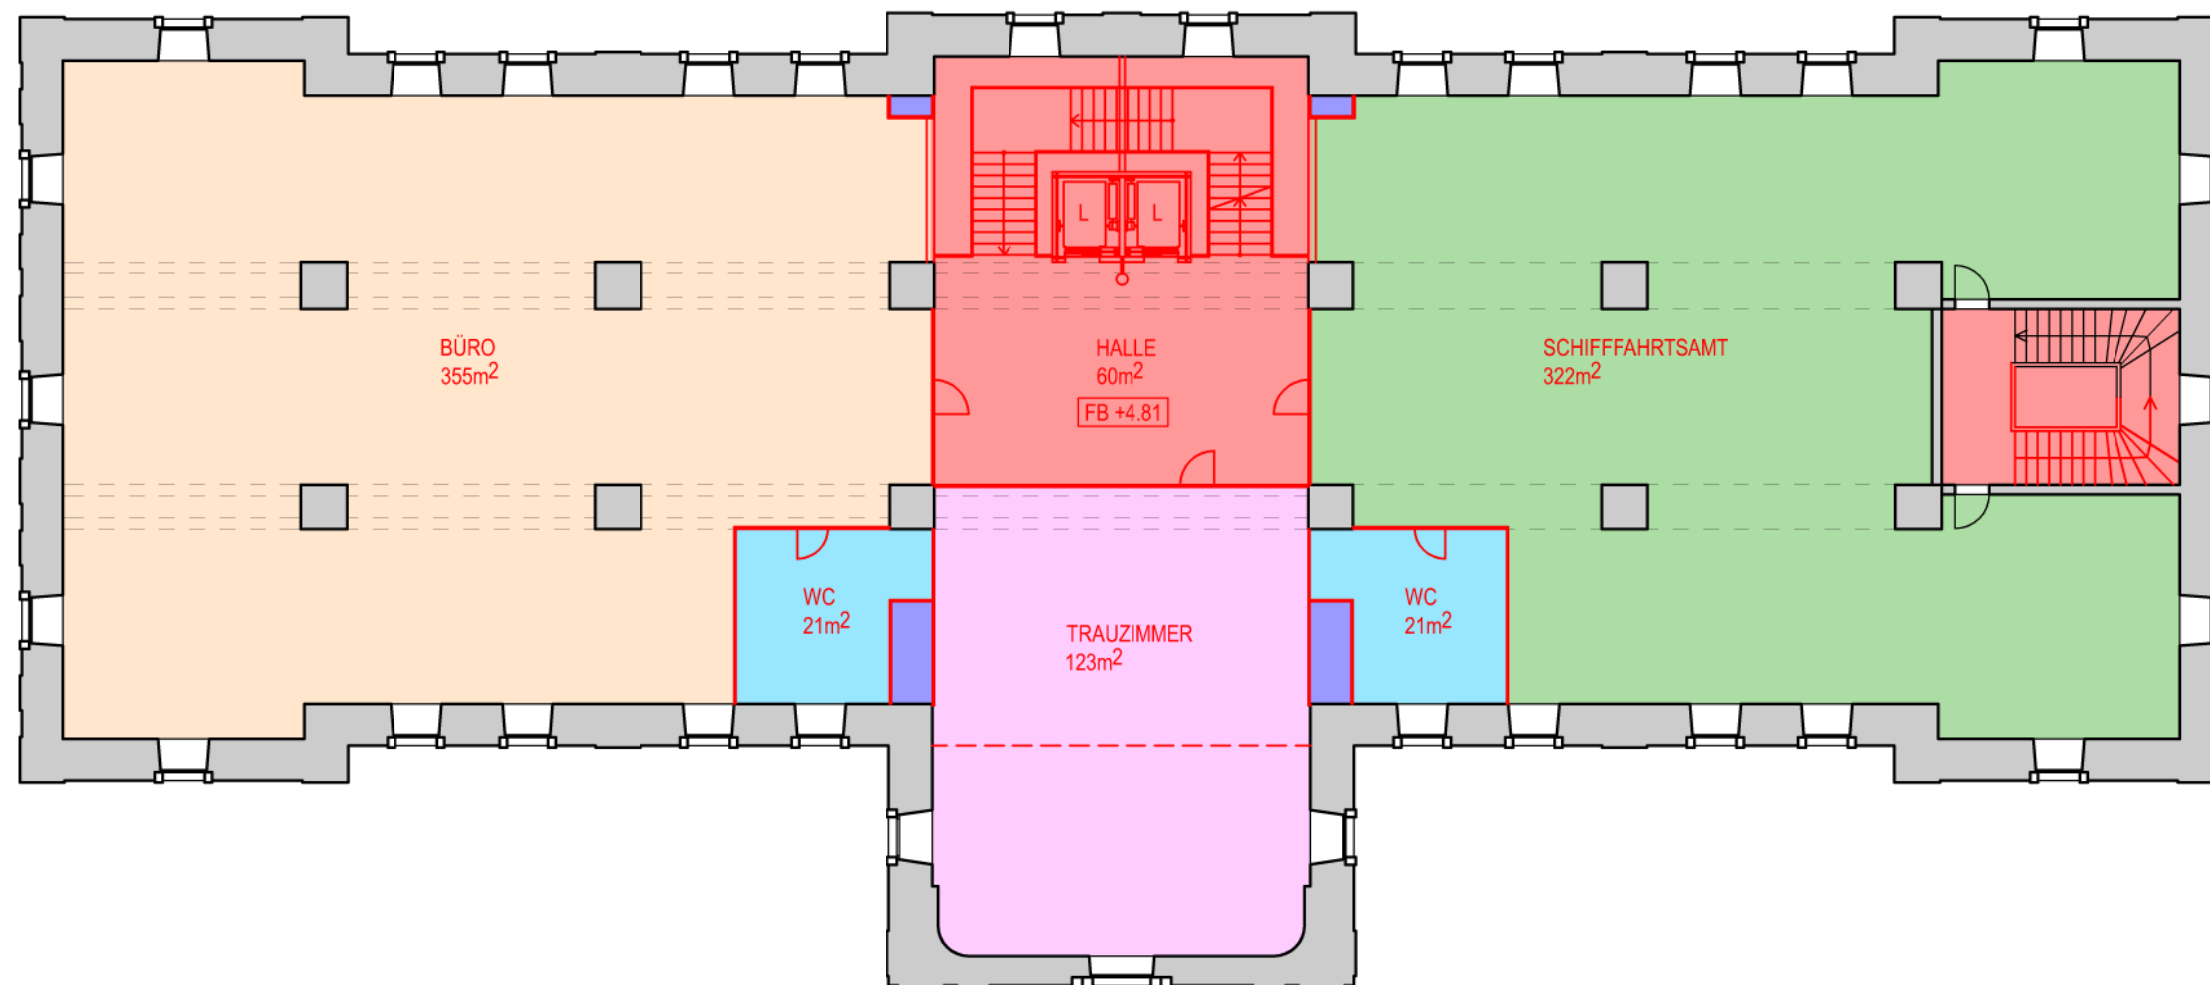 L L
BÜRO
355m²
HALLE
60m²
FB +4.81
SCHIFFFAHRTSAMT
322m²
WC
21m²
WC
21m²
TRAUZIMMER
123m²